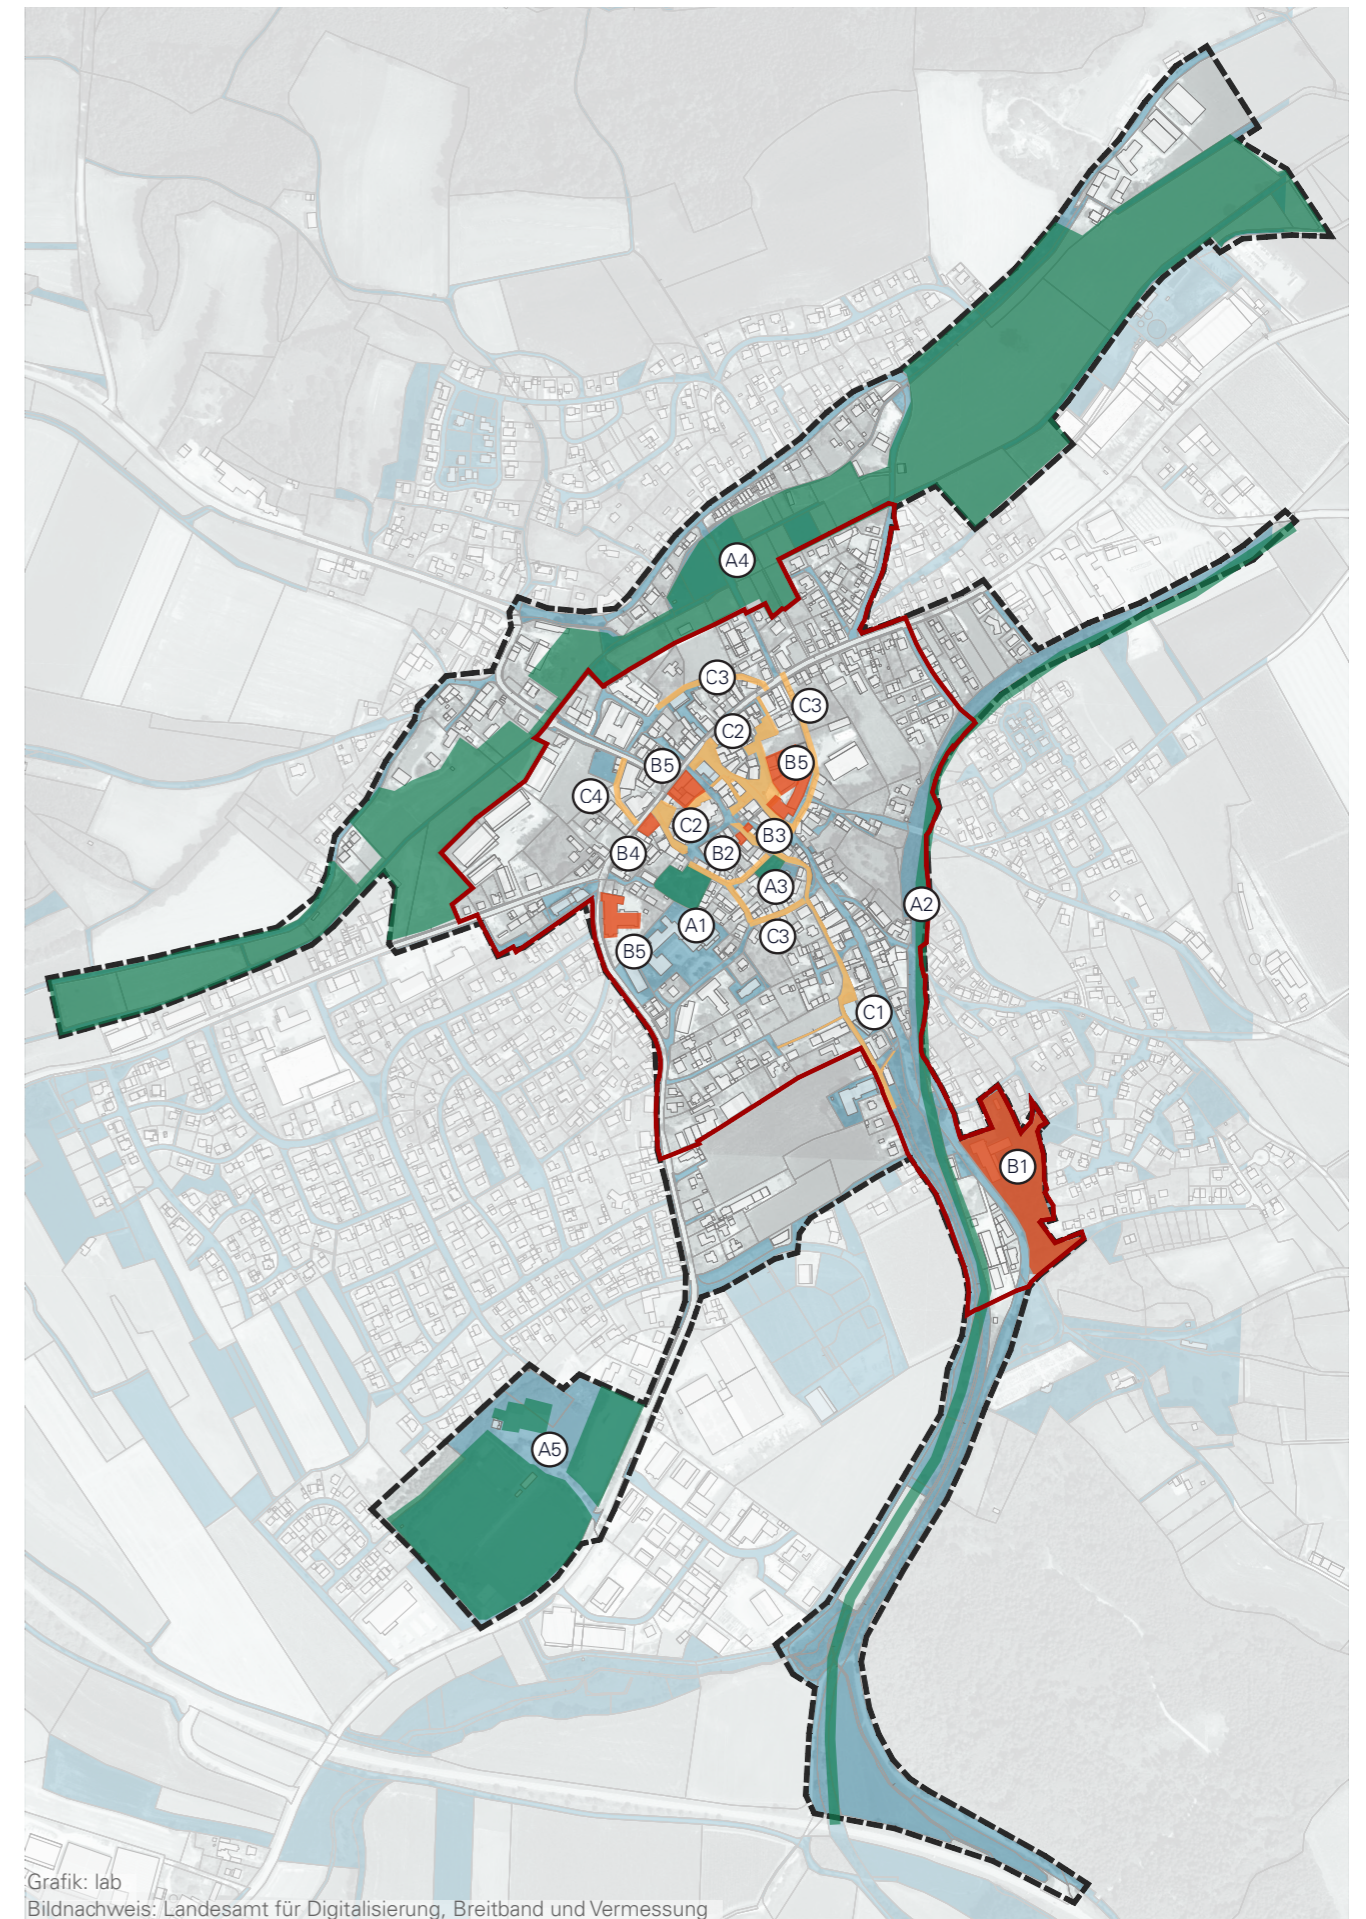 A4
C3
C3
C2
B5
B5
C4
C2
B3
B4
B2
A3
A2
A1
C3
B5
C1
B1
A5
Grafik: lab
Bildnachweis: Landesamt für Digitalisierung, Breitband und Vermessung